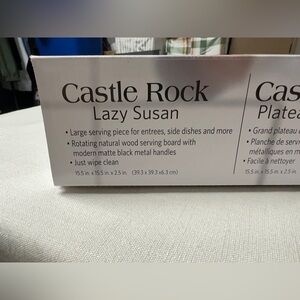 Castle Rock
Lazy Susan
• Large serving piece for entrees, side dishes and more
• Rotating natural wood serving board with
modern matte black metal handles
• Just wipe clean
15.5 in x 15.5 in x 2.5 in (39.3 x 39.3 x6.3 cm)
Cas
Platea
• Grand plateau
• Planche de servi
métalliques en m
• Facile à nettoyer
15.5 in. x 15.5 in. x 2.5 in